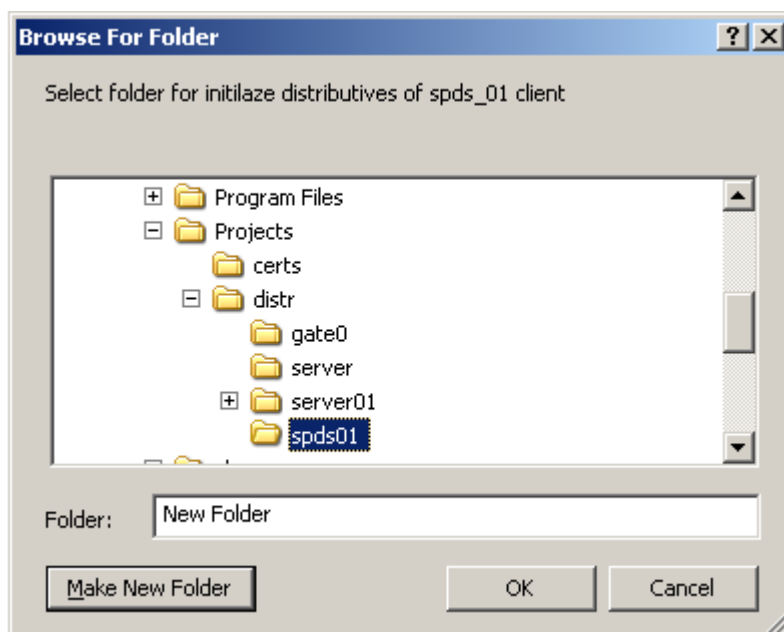 Browse For Folder
Select folder for initilaze distributives of spds_01 client
Program Files
Projects
certs
distr
gate0
server
server01
spds01
Folder: New Folder
Make New Folder OK Cancel